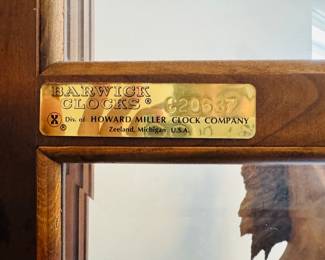 BARWICK
CLOCKS® C20637
Div. of HOWARD MILLER CLOCK COMPANY
®
Zeeland, Michigan, U.S.A.